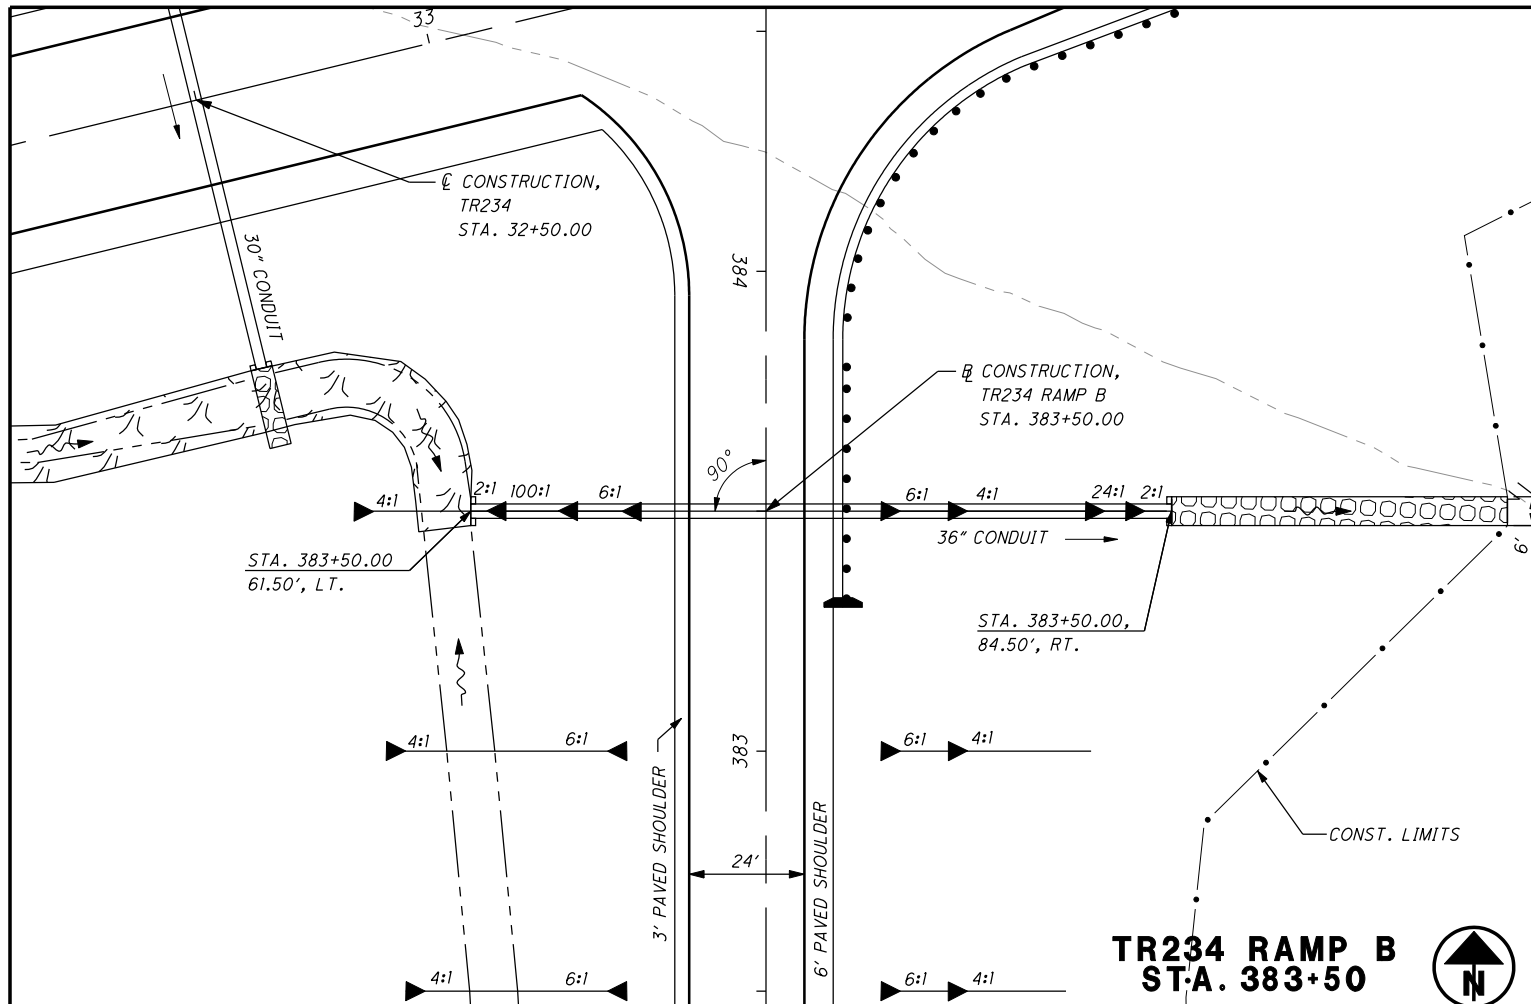 33
℄ CONSTRUCTION,
TR234
STA. 32+50.00
30" CONDUIT
384
℄ CONSTRUCTION,
TR234 RAMP B
STA. 383+50.00
90°
4:1
2:1
100:1
6:1
6:1
4:1
24:1
2:1
36" CONDUIT
6'
STA. 383+50.00
61.50', LT.
STA. 383+50.00,
84.50', RT.
4:1
6:1
383
6:1
4:1
3' PAVED SHOULDER
6' PAVED SHOULDER
24'
CONST. LIMITS
4:1
6:1
6:1
4:1
TR234 RAMP B
STA. 383+50
N